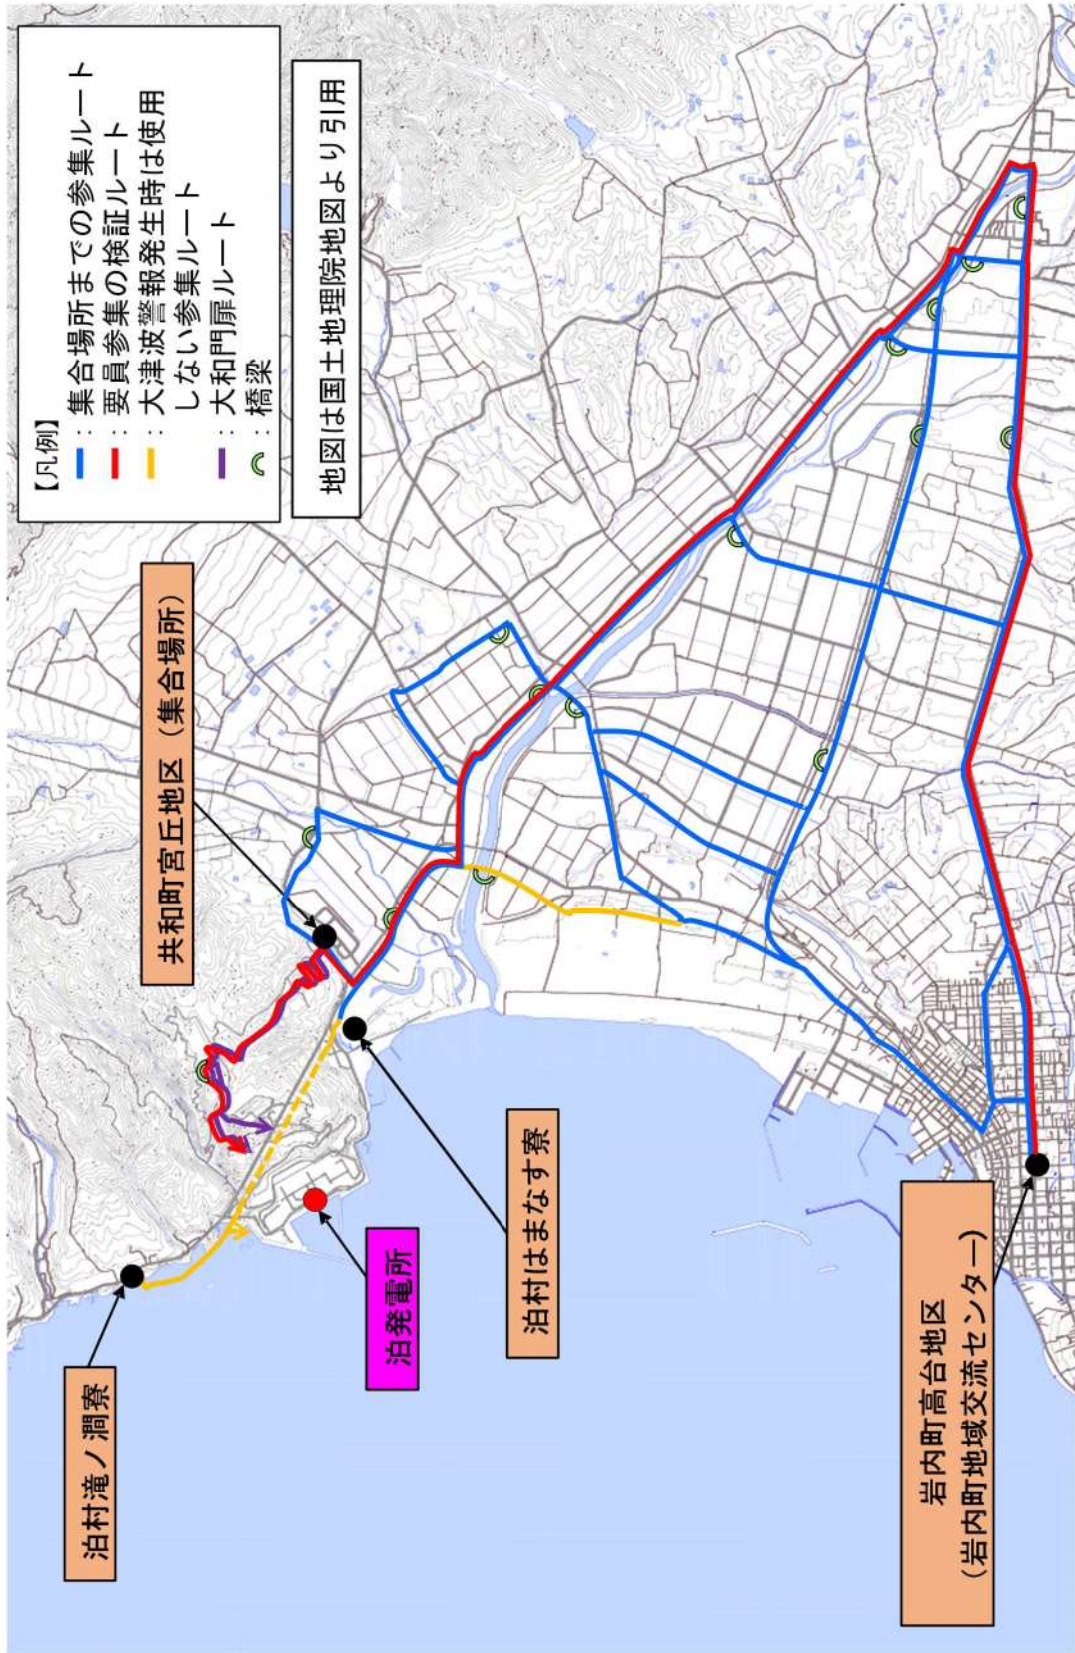 【凡例】
：集合場所までの参集ルート
：要員参集の検証ルート
：大津波警報発生時は使用
しない参集ルート
：大和門扉ルート
：橋梁
地図は国土地理院地図より引用
共和町宮丘地区（集合場所）
泊村滝ノ澗寮
泊発電所
泊村はまなす寮
岩内町高台地区
（岩内町地域交流センター）